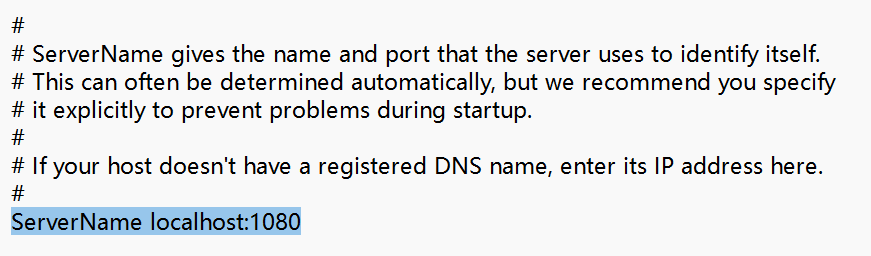 #
# ServerName gives the name and port that the server uses to identify itself.
# This can often be determined automatically, but we recommend you specify
# it explicitly to prevent problems during startup.
#
# If your host doesn't have a registered DNS name, enter its IP address here.
#
ServerName localhost:1080